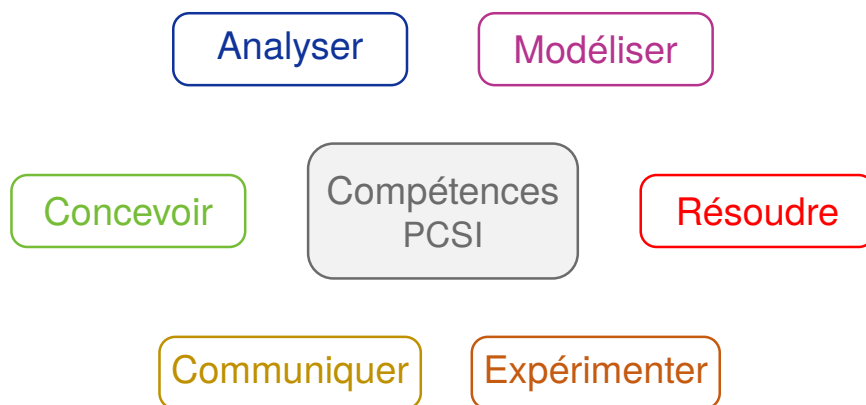 Analyser
Modéliser
Concevoir
Compétences
PCSI
Résoudre
Communiquer
Expérimenter